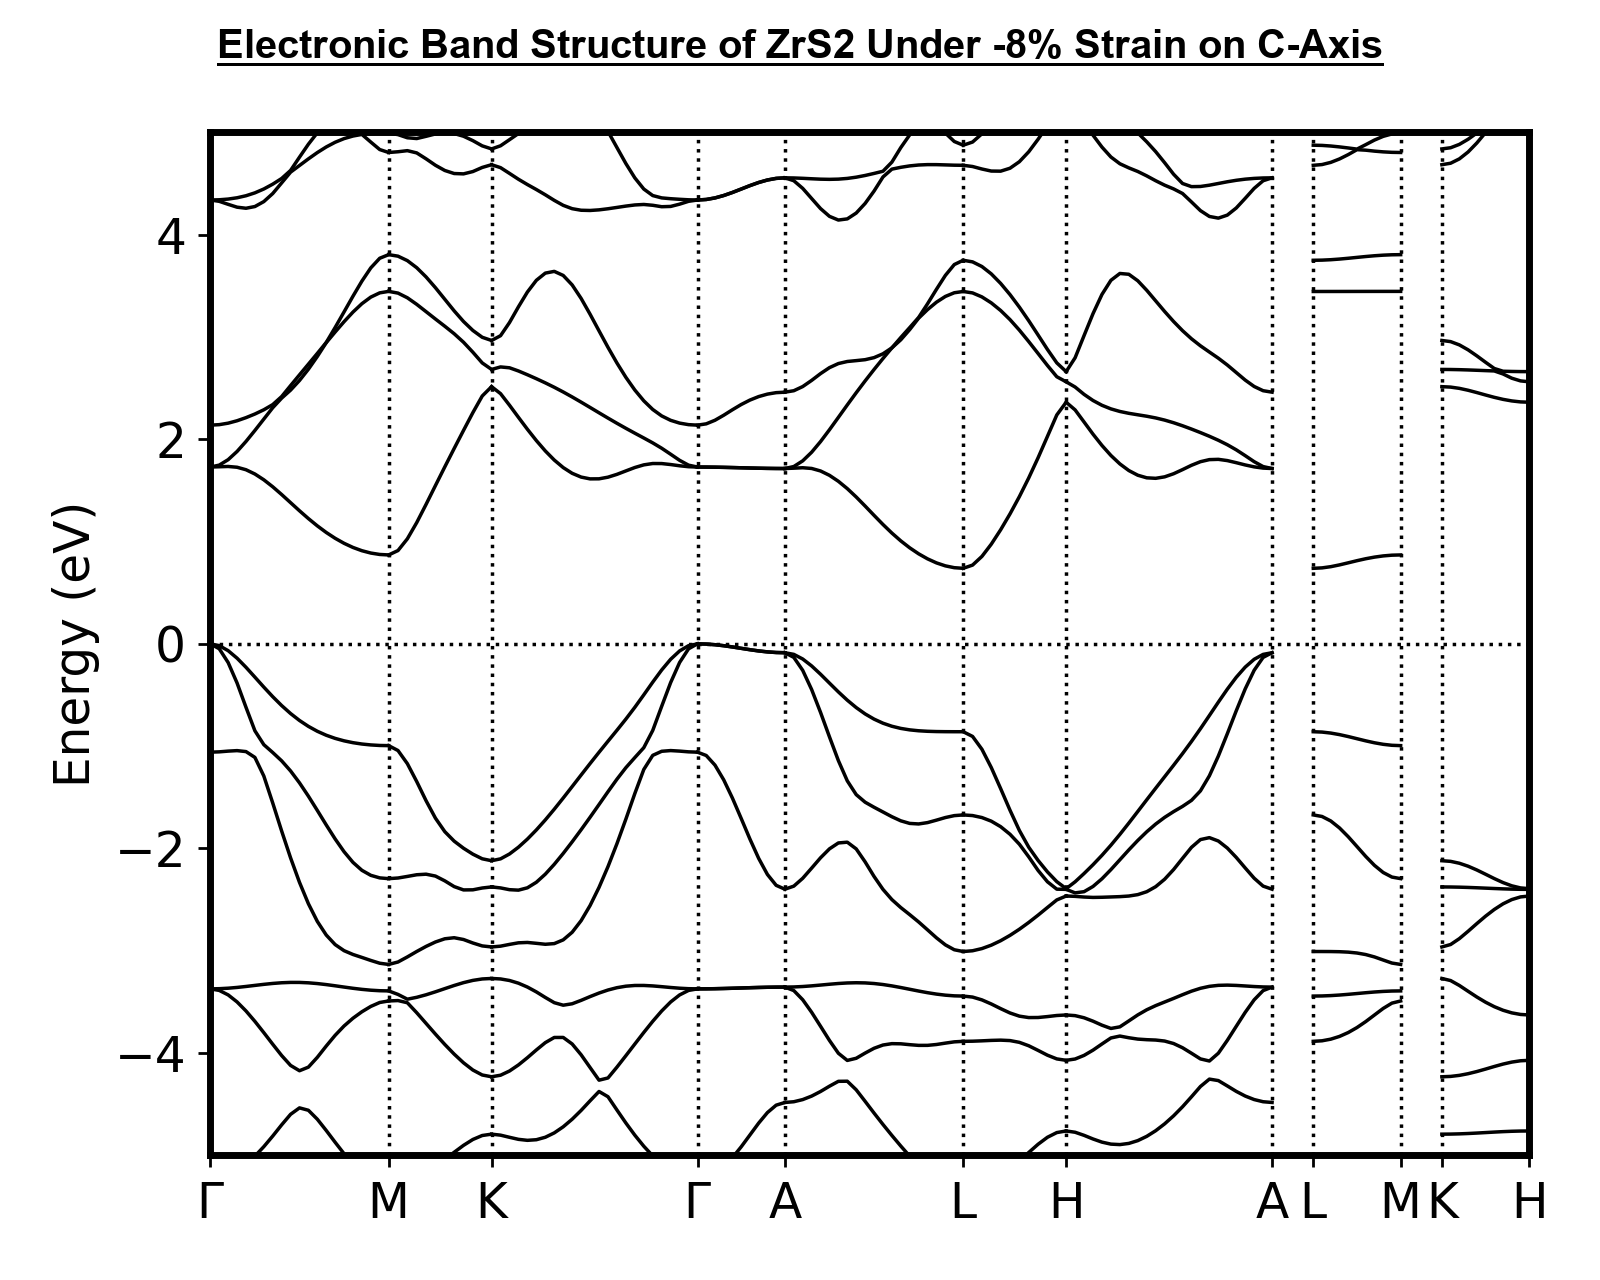 Electronic Band Structure of ZrS2 Under -8% Strain on C-Axis
Energy (eV)
4
2
0
−2
−4
Γ M K Γ A L H A L M K H